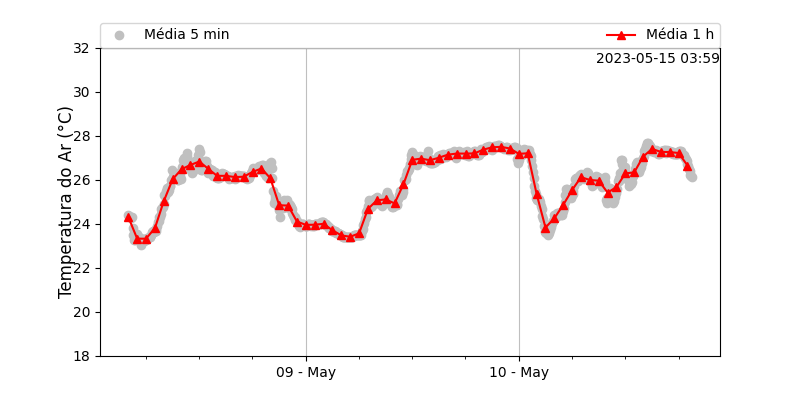 Média 5 min
Média 1 h
2023-05-15 03:59
Temperatura do Ar (°C)
32
30
28
26
24
22
20
18
09 - May
10 - May